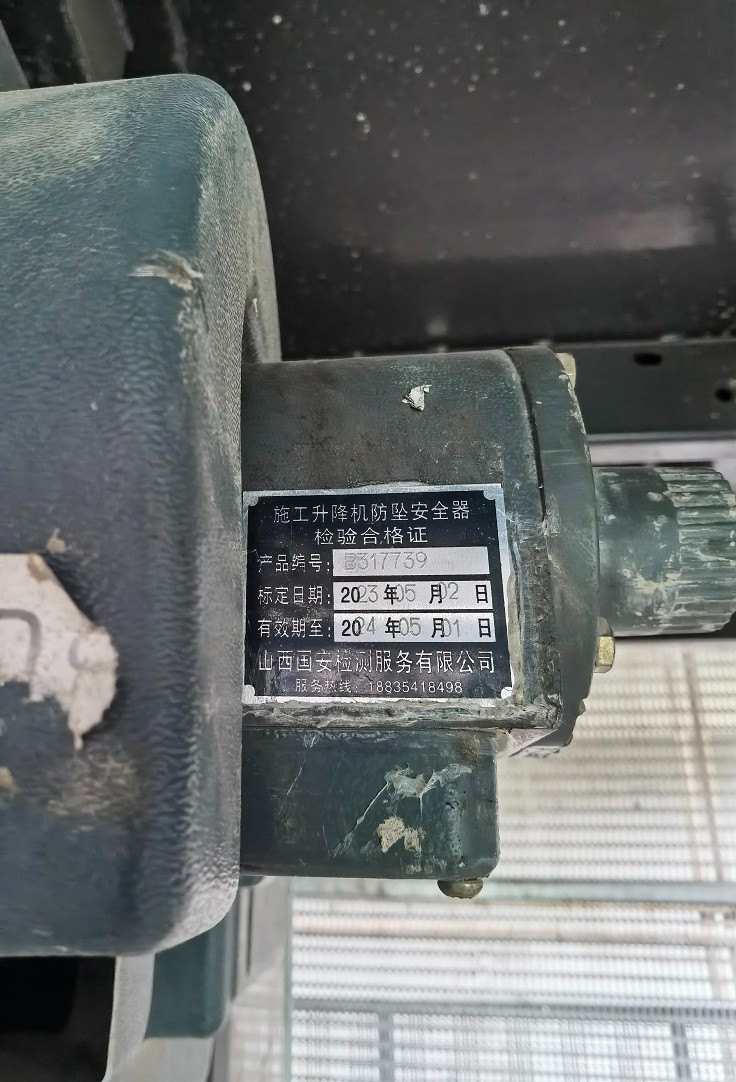 施工升降机防坠安全器
检验合格证
产品编号: B317739
标定日期: 2023年05月02日
有效期至: 2024年05月01日
山西国安检测服务有限公司
服务热线: 18835418498